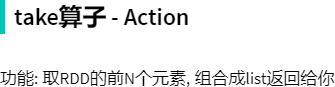 take算子 - Action
功能: 取RDD的前N个元素, 组合成list返回给你